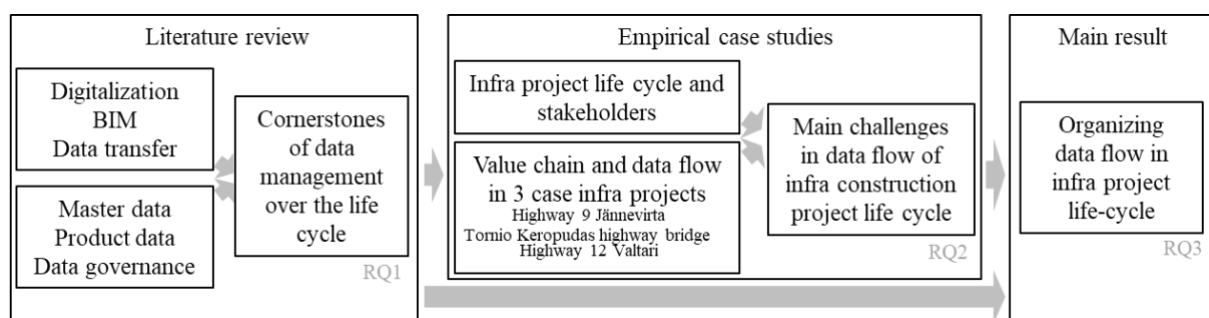 Literature review
Digitalization
BIM
Data transfer
Master data
Product data
Data governance
Cornerstones
of data
management
over the life
cycle
RQ1
Empirical case studies
Infra project life cycle and
stakeholders
Value chain and data flow
in 3 case infra projects
Highway 9 Jännevirta
Tornio Keropudas highway bridge
Highway 12 Valtari
Main challenges
in data flow of
infra construction
project life cycle
RQ2
Main result
Organizing
data flow in
infra project
life-cycle
RQ3